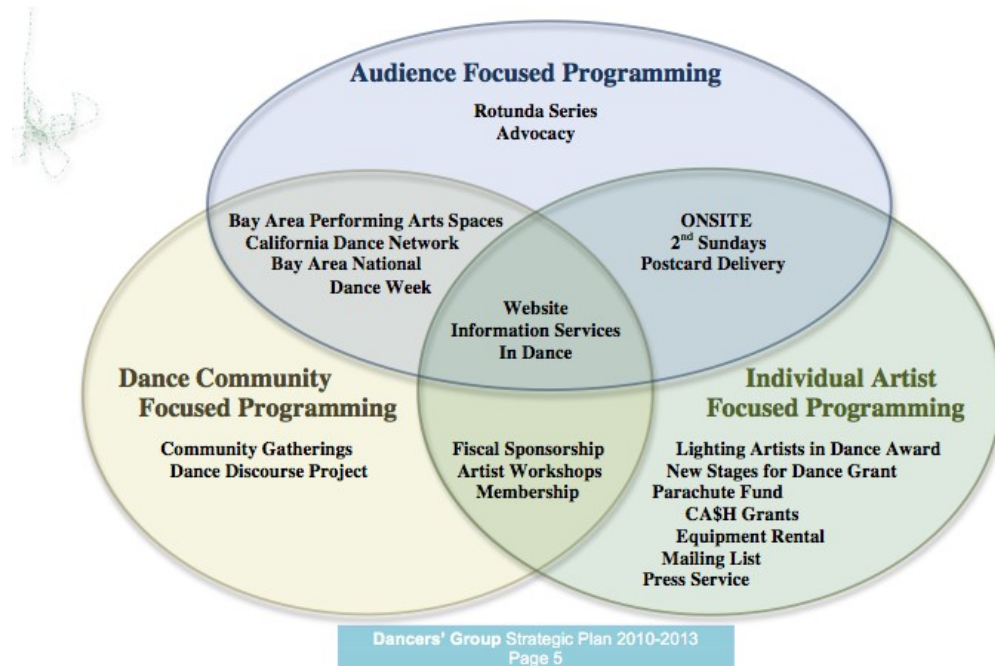 Audience Focused Programming
Rotunda Series
Advocacy
Bay Area Performing Arts Spaces
California Dance Network
Bay Area National
Dance Week
ONSITE
2nd Sundays
Postcard Delivery
Website
Information Services
In Dance
Dance Community
Focused Programming
Community Gatherings
Dance Discourse Project
Fiscal Sponsorship
Artist Workshops
Membership
Individual Artist
Focused Programming
Lighting Artists in Dance Award
New Stages for Dance Grant
Parachute Fund
CA$H Grants
Equipment Rental
Mailing List
Press Service
Dancers' Group Strategic Plan 2010-2013
Page 5